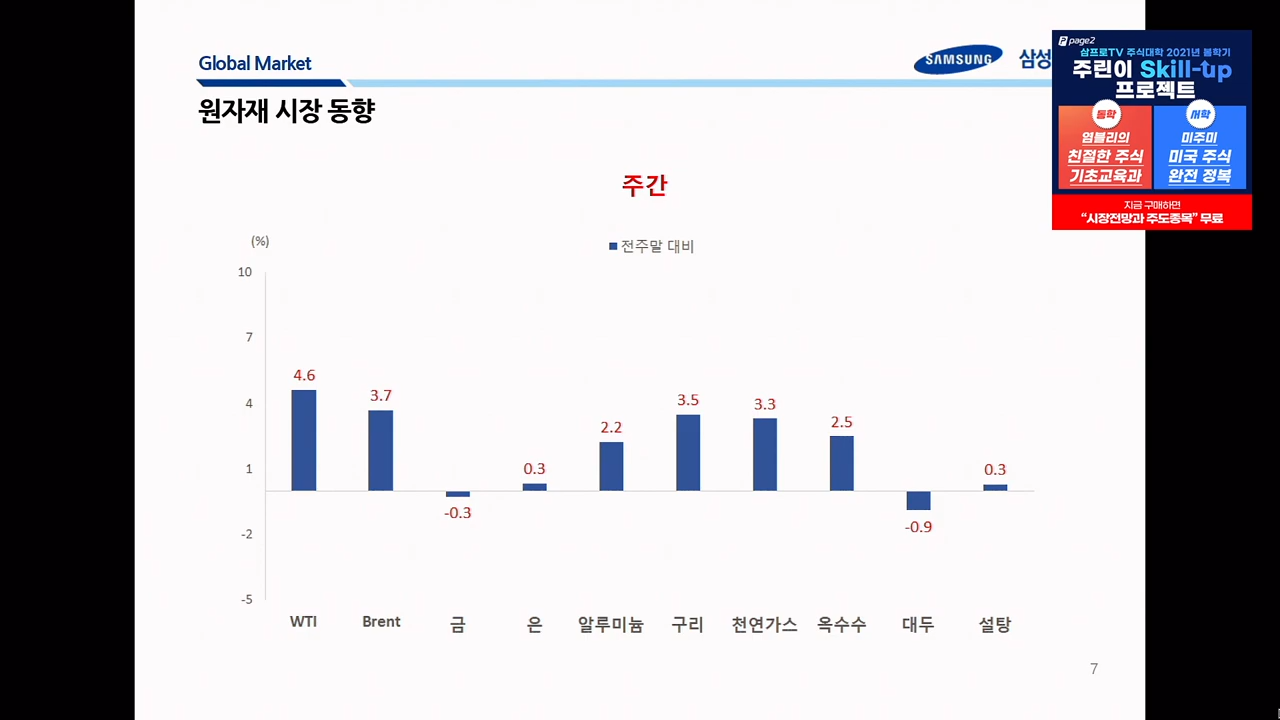 Global Market
SAMSUNG 삼성
원자재 시장 동향
page2
삼프로TV 주식대학 2021년 봄학기
주린이 Skill-up
프로젝트
동학
염블리의
친절한 주식
기초교육과
서학
미주미
미국 주식
완전 정복
지금 구매하면
“시장전망과 주도종목” 무료
주간
(%)
전주말 대비
10
7
4
1
-2
-5
4.6
3.7
-0.3
0.3
2.2
3.5
3.3
2.5
-0.9
0.3
WTI Brent 금 은 알루미늄 구리 천연가스 옥수수 대두 설탕
7